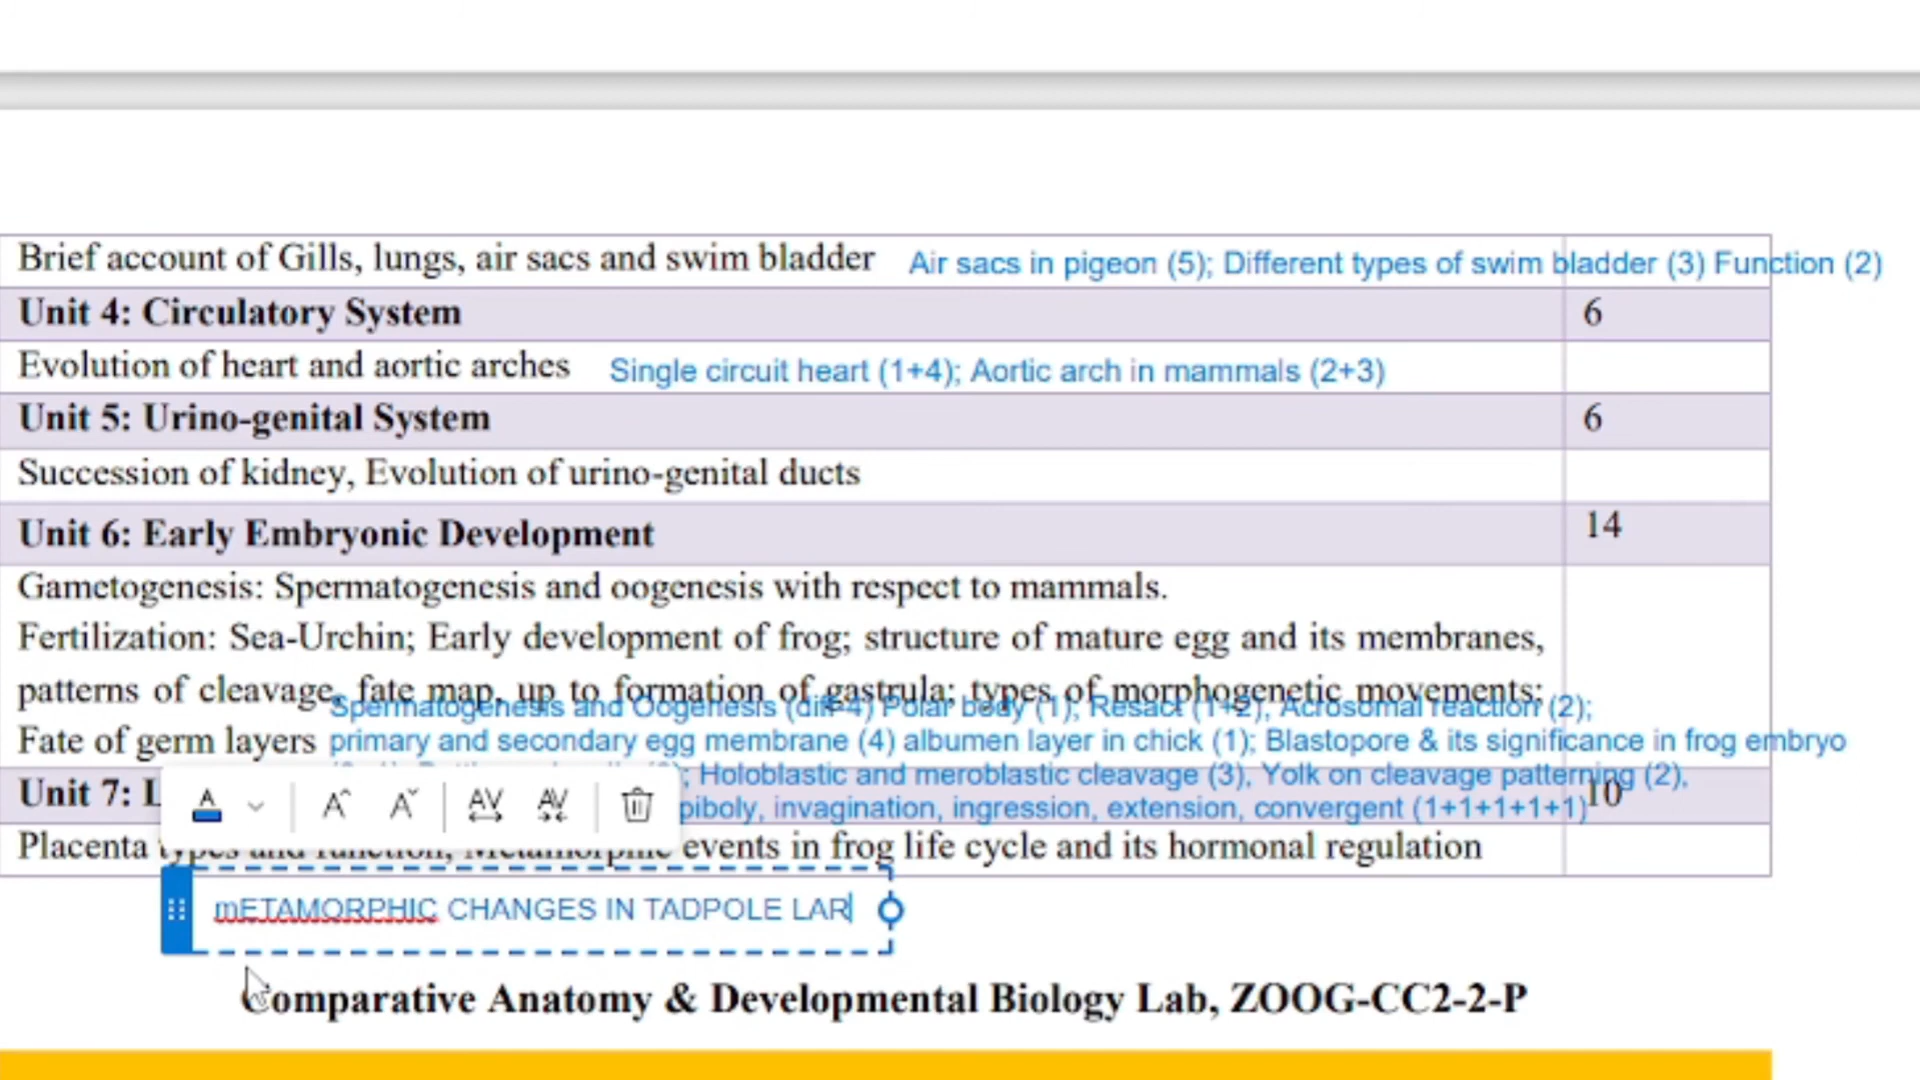 Brief account of Gills, lungs, air sacs and swim bladder Air sacs in pigeon (5); Different types of swim bladder (3) Function (2)
Unit 4: Circulatory System 6
Evolution of heart and aortic arches Single circuit heart (1+4); Aortic arch in mammals (2+3)
Unit 5: Urino-genital System 6
Succession of kidney, Evolution of urino-genital ducts
Unit 6: Early Embryonic Development 14
Gametogenesis: Spermatogenesis and oogenesis with respect to mammals.
Fertilization: Sea-Urchin; Early development of frog; structure of mature egg and its membranes,
patterns of cleavage, fate map, up to formation of gastrula; types of morphogenetic movements;
Spermatogenesis and Oogenesis (diff-4) Polar body (1); Resact (1+2), Acrosomal reaction (2);
Fate of germ layers primary and secondary egg membrane (4) albumen layer in chick (1); Blastopore & its significance in frog embryo
Holoblastic and meroblastic cleavage (3), Yolk on cleavage patterning (2),
Unit 7: L 10
piboly, invagination, ingression, extension, convergent (1+1+1+1+1)
Placenta types and function, Metamorphic events in frog life cycle and its hormonal regulation
mETAMORPHIC CHANGES IN TADPOLE LAR
Comparative Anatomy & Developmental Biology Lab, ZOOG-CC2-2-P